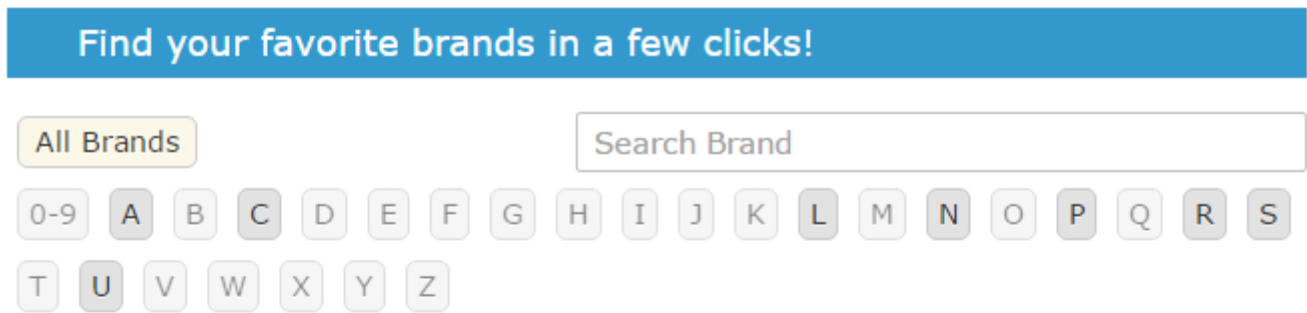 Find your favorite brands in a few clicks!
All Brands Search Brand
0-9 A B C D E F G H I J K L M N O P Q R S
T U V W X Y Z